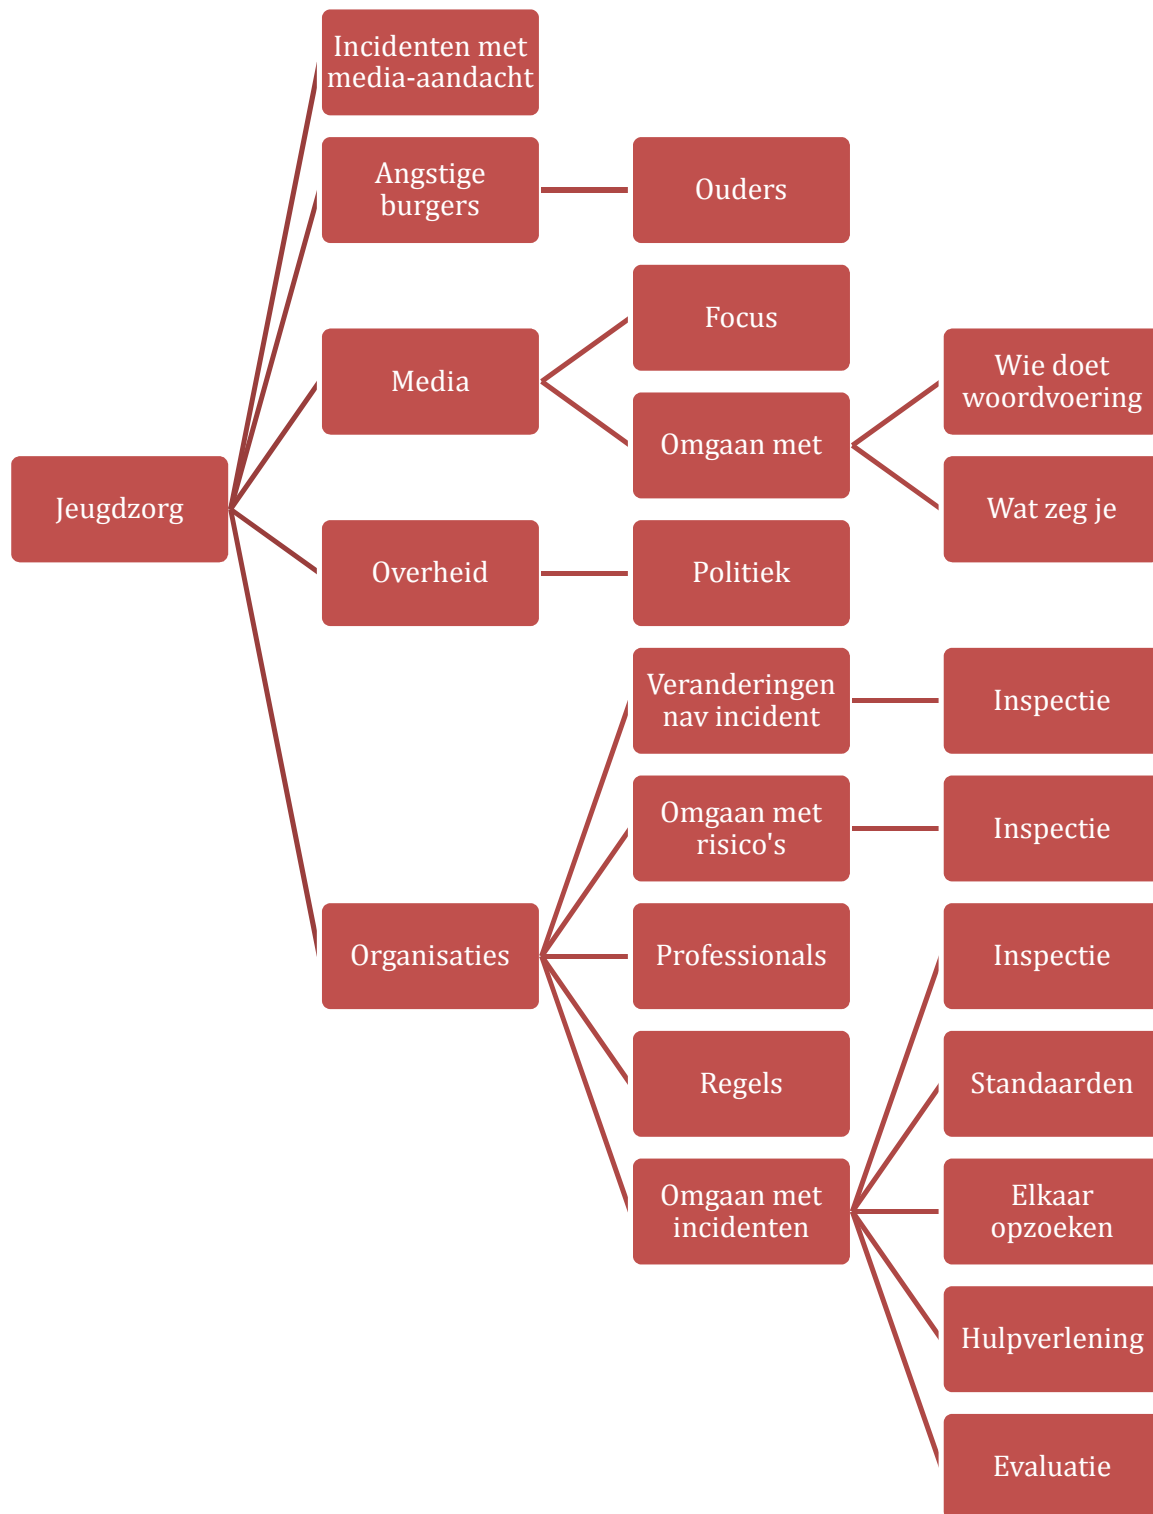 Incidenten met
media-aandacht
Angstige
burgers
Ouders
Focus
Media
Wie doet
woordvoering
Omgaan met
Jeugdzorg
Wat zeg je
Overheid
Politiek
Veranderingen
nav incident
Inspectie
Omgaan met
risico's
Inspectie
Organisaties
Professionals
Inspectie
Regels
Standaarden
Omgaan met
incidenten
Elkaar
opzoeken
Hulpverlening
Evaluatie